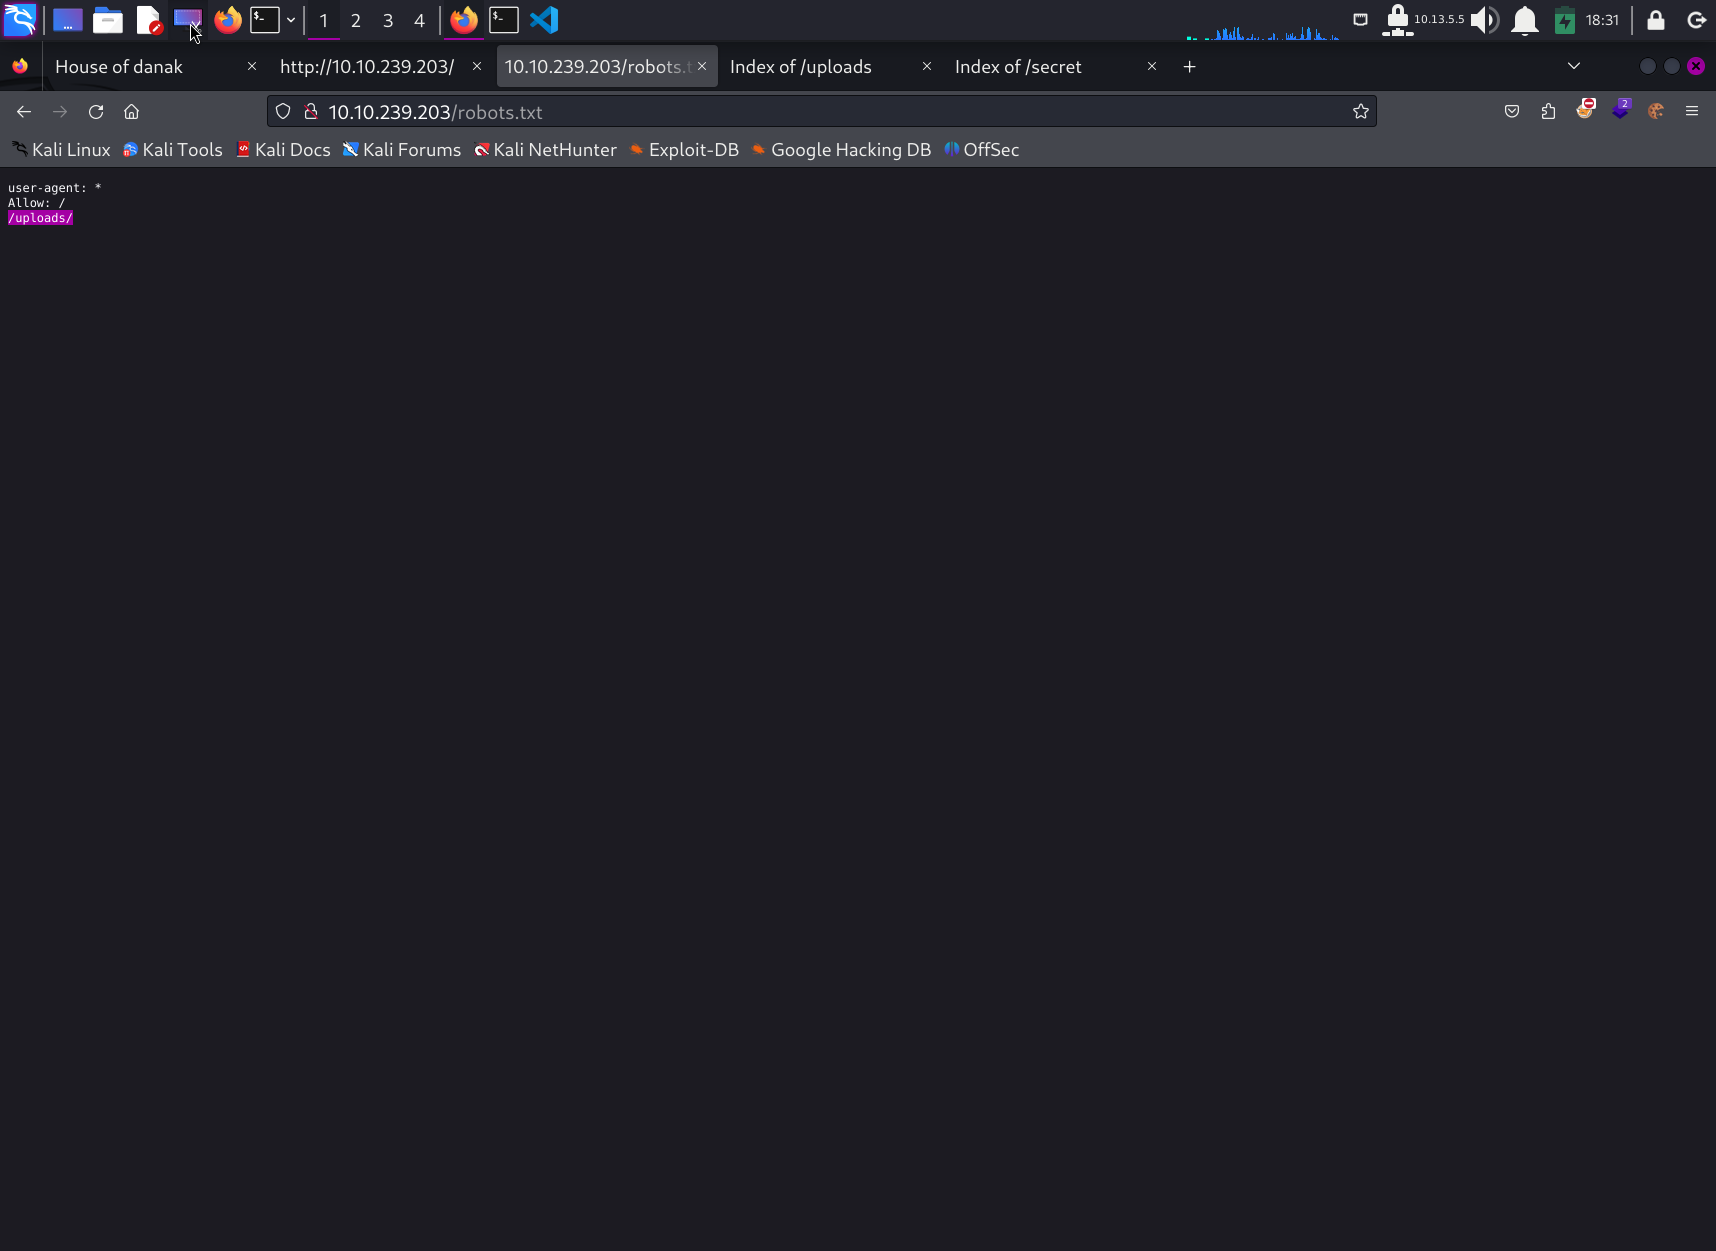 1 2 3 4
10.13.5.5
18:31
House of danak
http://10.10.239.203/
10.10.239.203/robots.t
Index of /uploads
Index of /secret
10.10.239.203/robots.txt
2
Kali Linux
Kali Tools
Kali Docs
Kali Forums
Kali NetHunter
Exploit-DB
Google Hacking DB
OffSec
user-agent: *
Allow: /
/uploads/